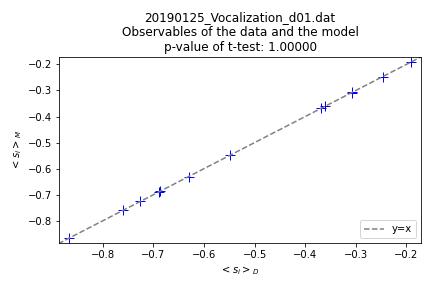 20190125_Vocalization_d01.dat
Observables of the data and the model
p-value of t-test: 1.00000
−0.2
−0.3
−0.4
−0.5
−0.6
−0.7
−0.8
< s_i >_M
y=x
−0.8 −0.7 −0.6 −0.5 −0.4 −0.3 −0.2
< s_i >_D